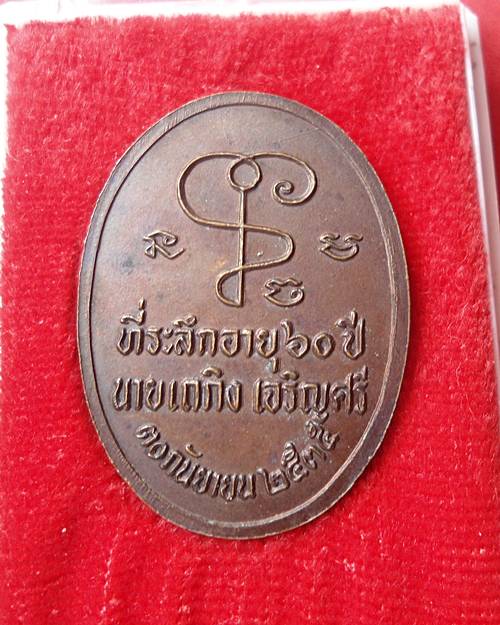 ที่ระลึกอายุ ๖๐ ปี
นายเถกิง เจริญศรี
๓๐ กันยายน ๒๕๓๕